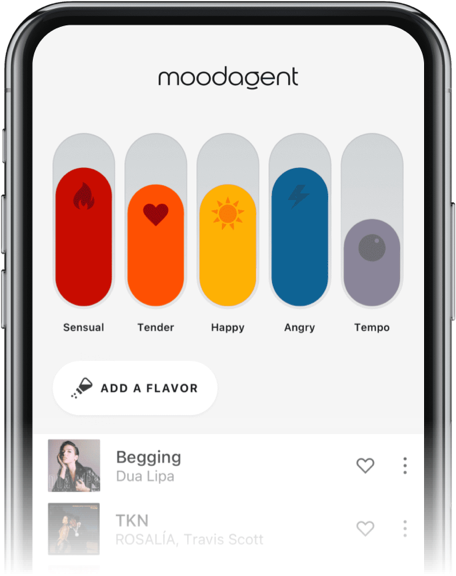 moodagent
Sensual Tender Happy Angry Tempo
ADD A FLAVOR
Begging
Dua Lipa
TKN
ROSALÍA, Travis Scott